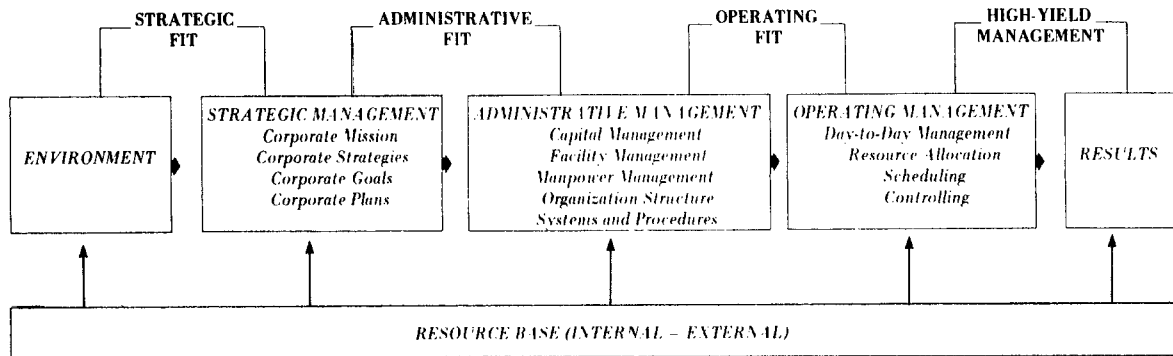 STRATEGIC
FIT
ADMINISTRATIVE
FIT
OPERATING
FIT
HIGH-YIELD
MANAGEMENT
ENVIRONMENT
STRATEGIC MANAGEMENT
Corporate Mission
Corporate Strategies
Corporate Goals
Corporate Plans
ADMINISTRATIVE MANAGEMENT
Capital Management
Facility Management
Manpower Management
Organization Structure
Systems and Procedures
OPERATING MANAGEMENT
Day-to-Day Management
Resource Allocation
Scheduling
Controlling
RESULTS
RESOURCE BASE (INTERNAL – EXTERNAL)